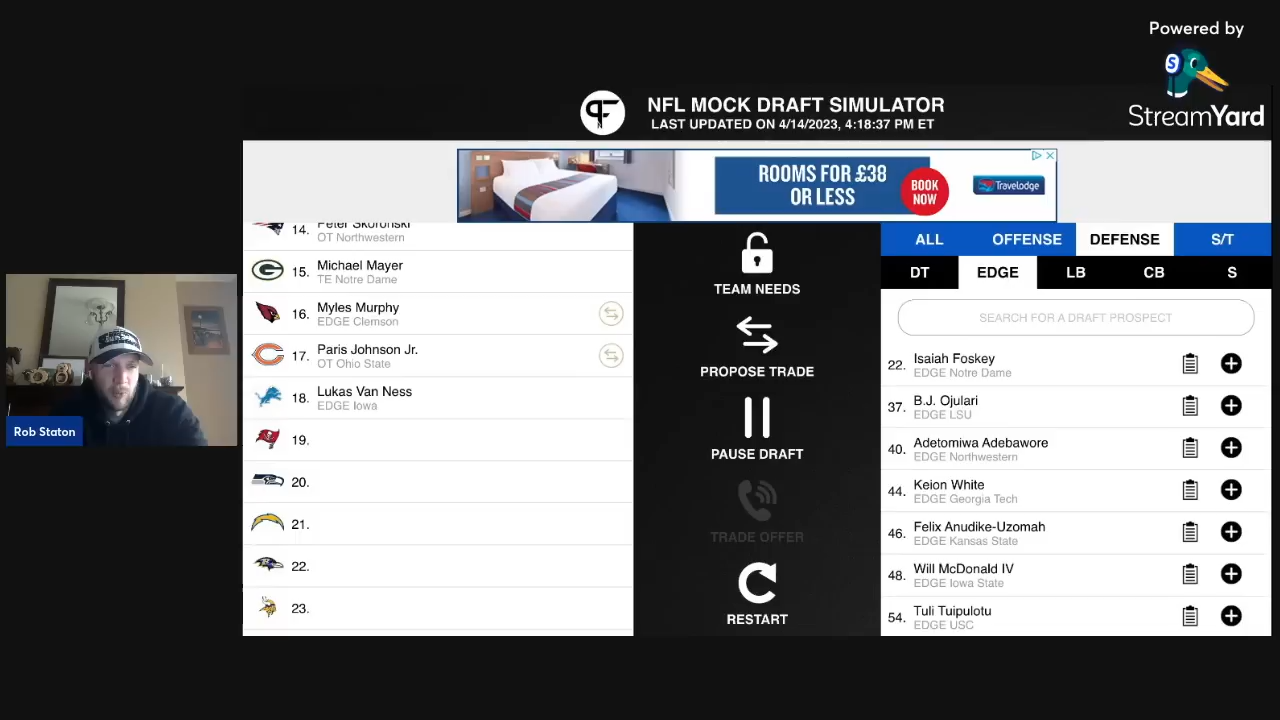 Powered by
StreamYard
NFL MOCK DRAFT SIMULATOR
LAST UPDATED ON 4/14/2023, 4:18:37 PM ET
ROOMS FOR £38
OR LESS
BOOK
NOW
Travelodge
14. Peter Skoronski
OT Northwestern
15. Michael Mayer
TE Notre Dame
16. Myles Murphy
EDGE Clemson
17. Paris Johnson Jr.
OT Ohio State
18. Lukas Van Ness
EDGE Iowa
19.
20.
21.
22.
23.
TEAM NEEDS
PROPOSE TRADE
PAUSE DRAFT
TRADE OFFER
RESTART
ALL OFFENSE DEFENSE S/T
DT EDGE LB CB S
SEARCH FOR A DRAFT PROSPECT
22. Isaiah Foskey
EDGE Notre Dame
37. B.J. Ojulari
EDGE LSU
40. Adetomiwa Adebawore
EDGE Northwestern
44. Keion White
EDGE Georgia Tech
46. Felix Anudike-Uzomah
EDGE Kansas State
48. Will McDonald IV
EDGE Iowa State
54. Tuli Tuipulotu
EDGE USC
Rob Staton